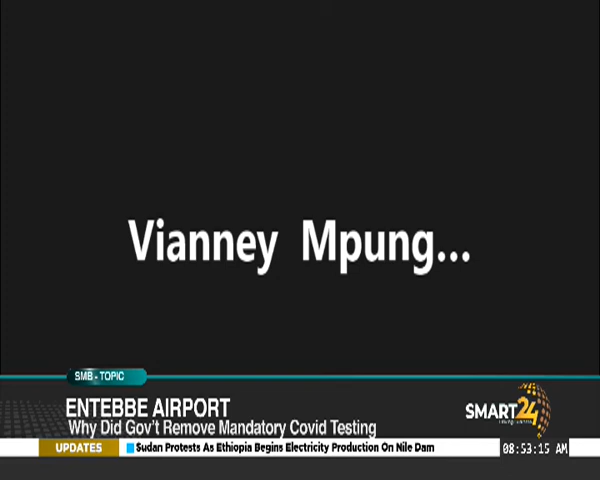 Vianney Mpung...
SMB - TOPIC
ENTEBBE AIRPORT
Why Did Gov't Remove Mandatory Covid Testing
SMART24
UPDATES
Sudan Protests As Ethiopia Begins Electricity Production On Nile Dam
08:53:15 AM